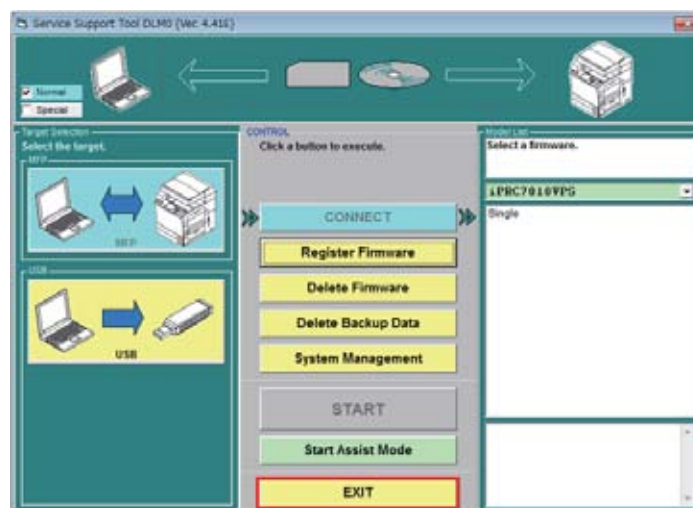 Service Support Tool DLM0 (Ver. 4.41E)
Normal
Special
Target Selection
Select the target.
MFP
MFP
USB
USB
CONTROL
Click a button to execute.
CONNECT
Register Firmware
Delete Firmware
Delete Backup Data
System Management
START
Start Assist Mode
EXIT
Model List
Select a firmware.
iPRC7010VPG
Single